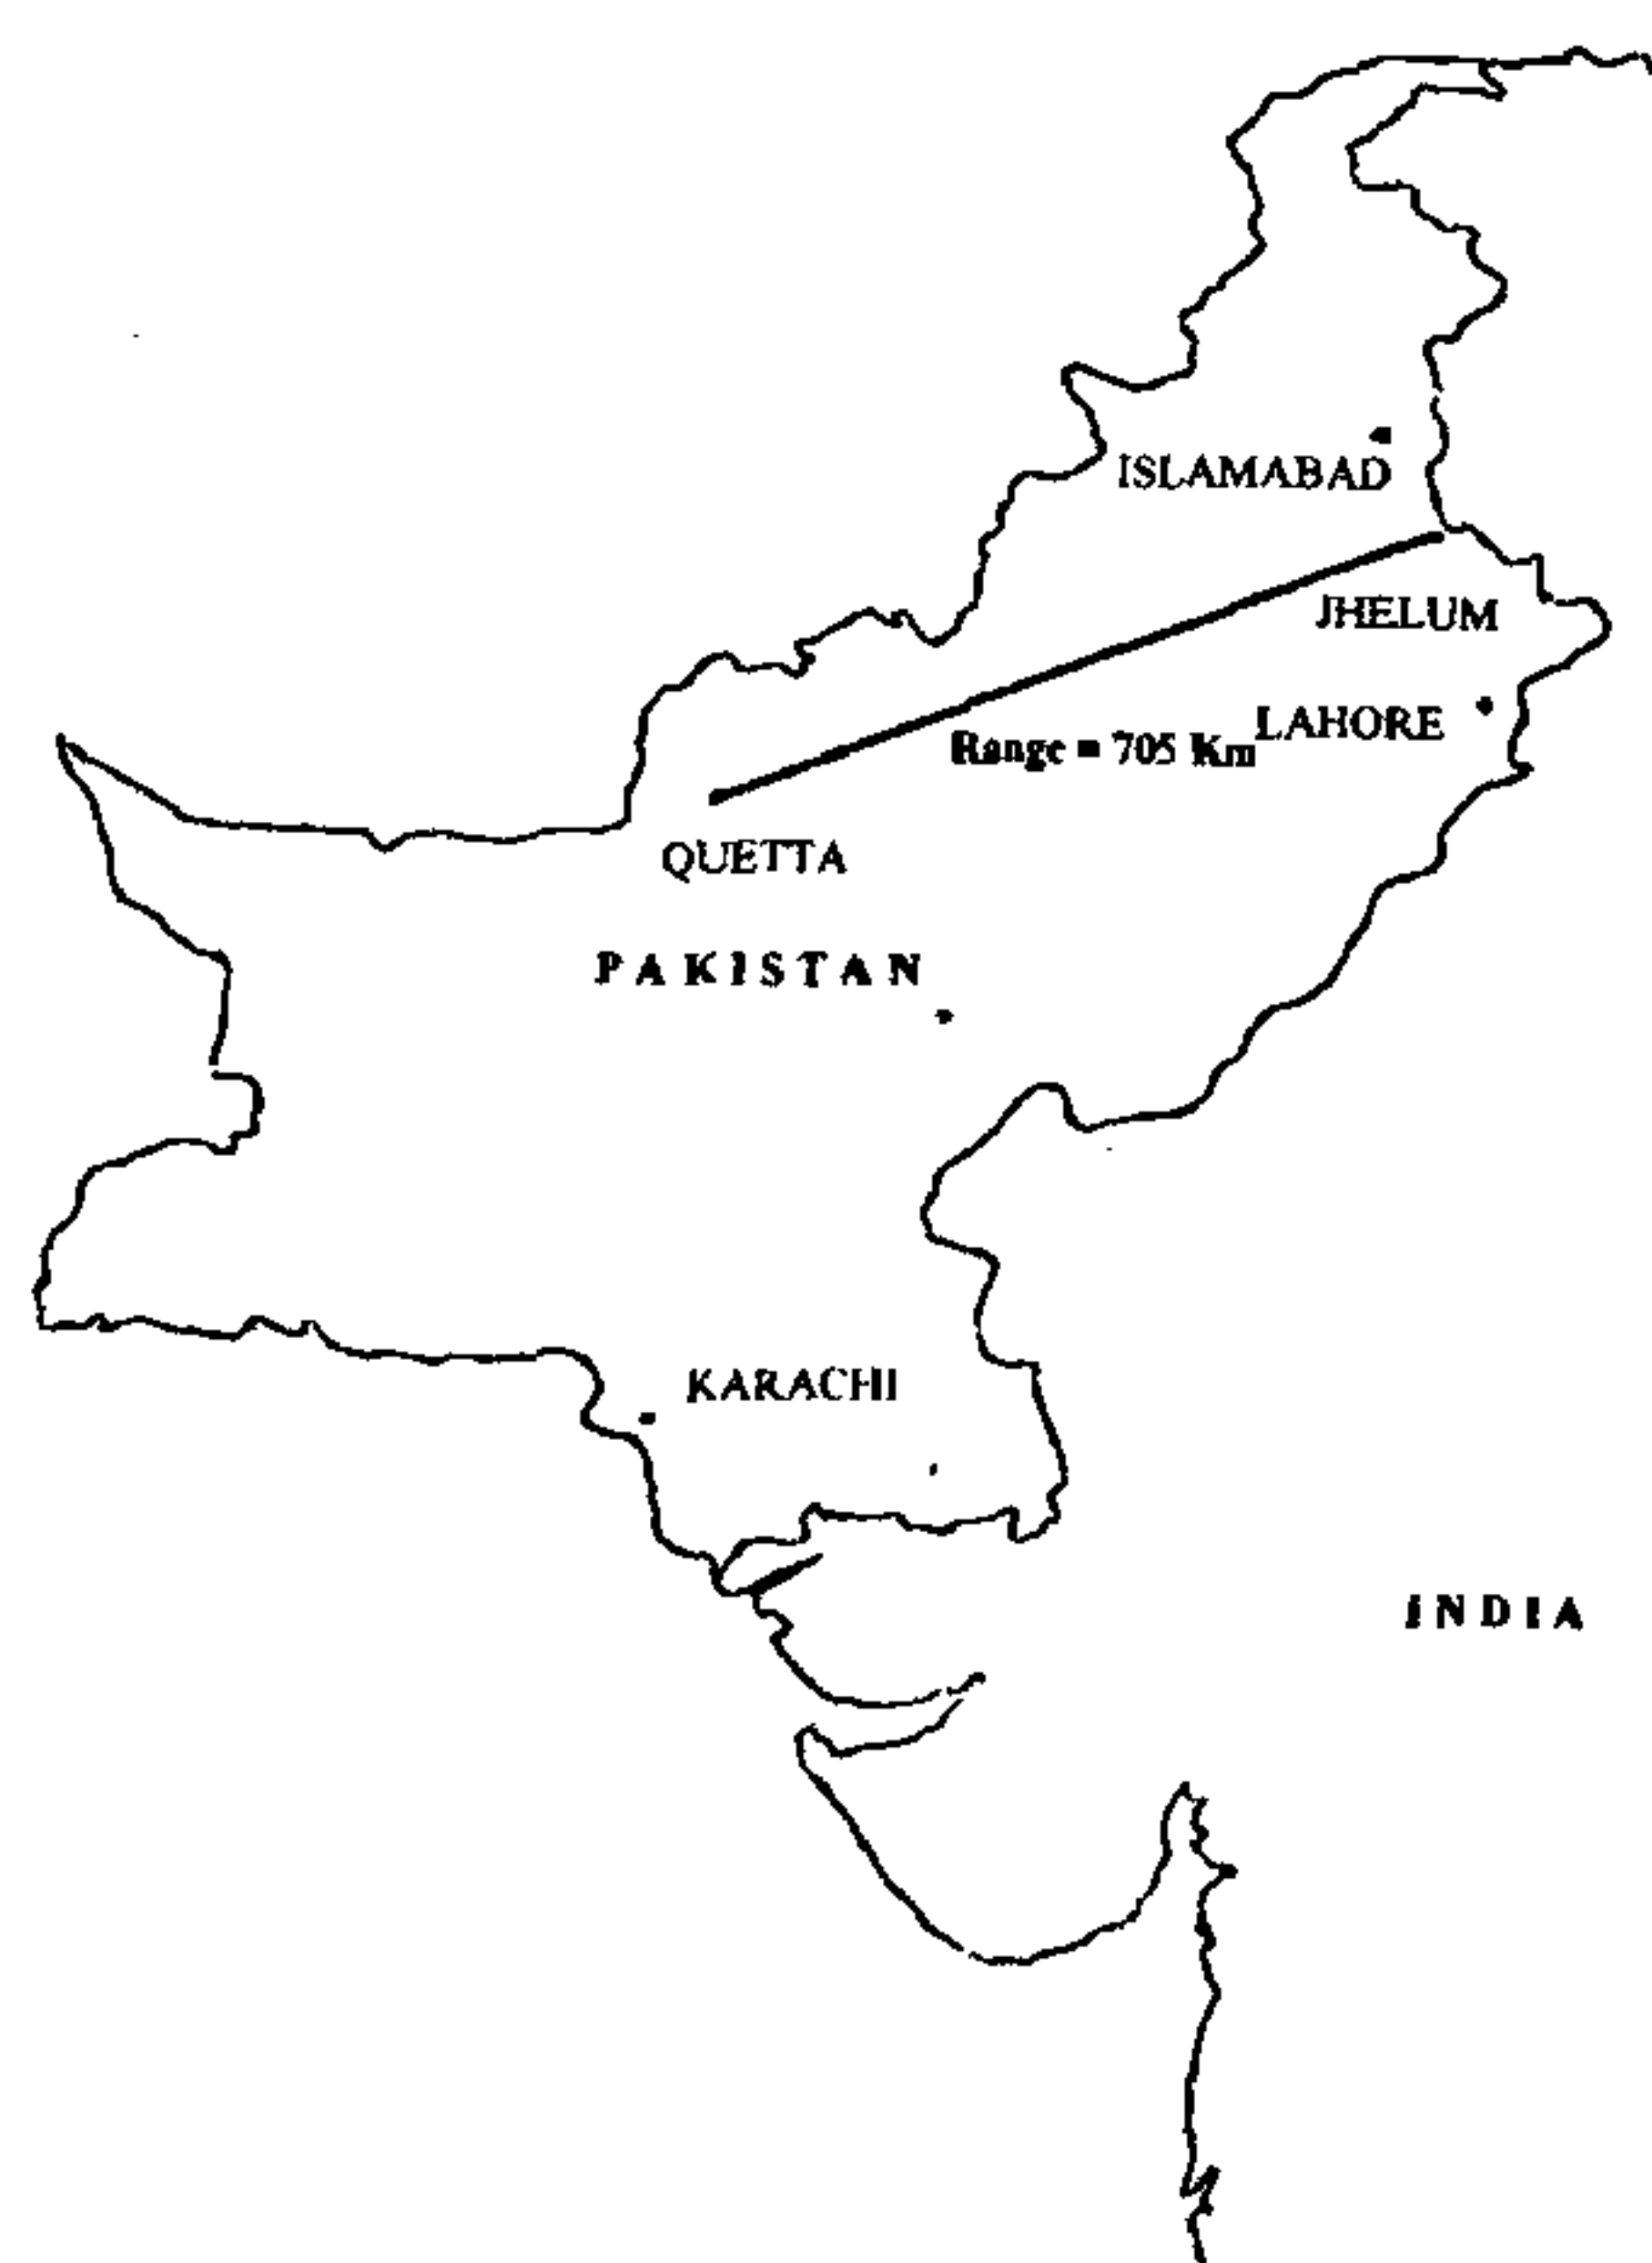 ISLAMABAD
JHELUM
LAHORE
Range = 705 Km
QUETTA
PAKISTAN
KARACHI
INDIA